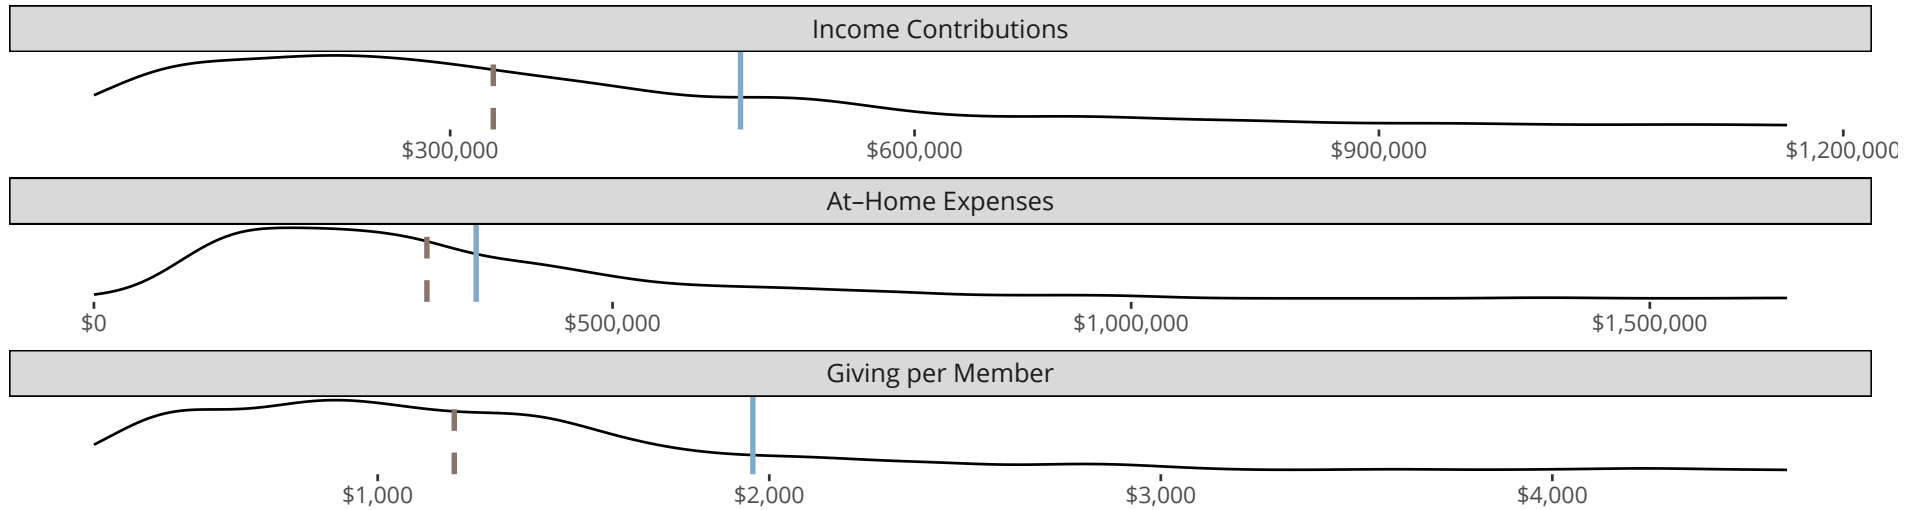 Income Contributions
$300,000 $600,000 $900,000 $1,200,000
At–Home Expenses
$0 $500,000 $1,000,000 $1,500,000
Giving per Member
$1,000 $2,000 $3,000 $4,000